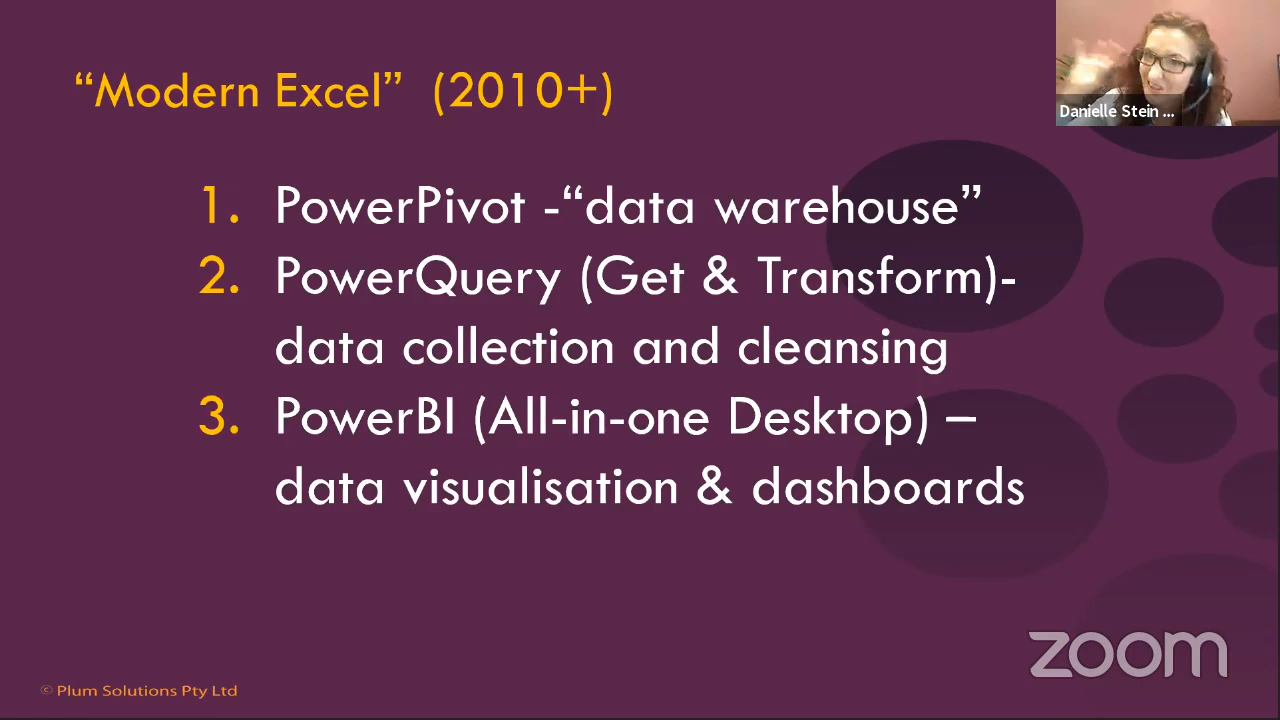 “Modern Excel” (2010+)
Danielle Stein ...
1. PowerPivot -“data warehouse”
2. PowerQuery (Get & Transform)-
data collection and cleansing
3. PowerBI (All-in-one Desktop) –
data visualisation & dashboards
zoom
© Plum Solutions Pty Ltd